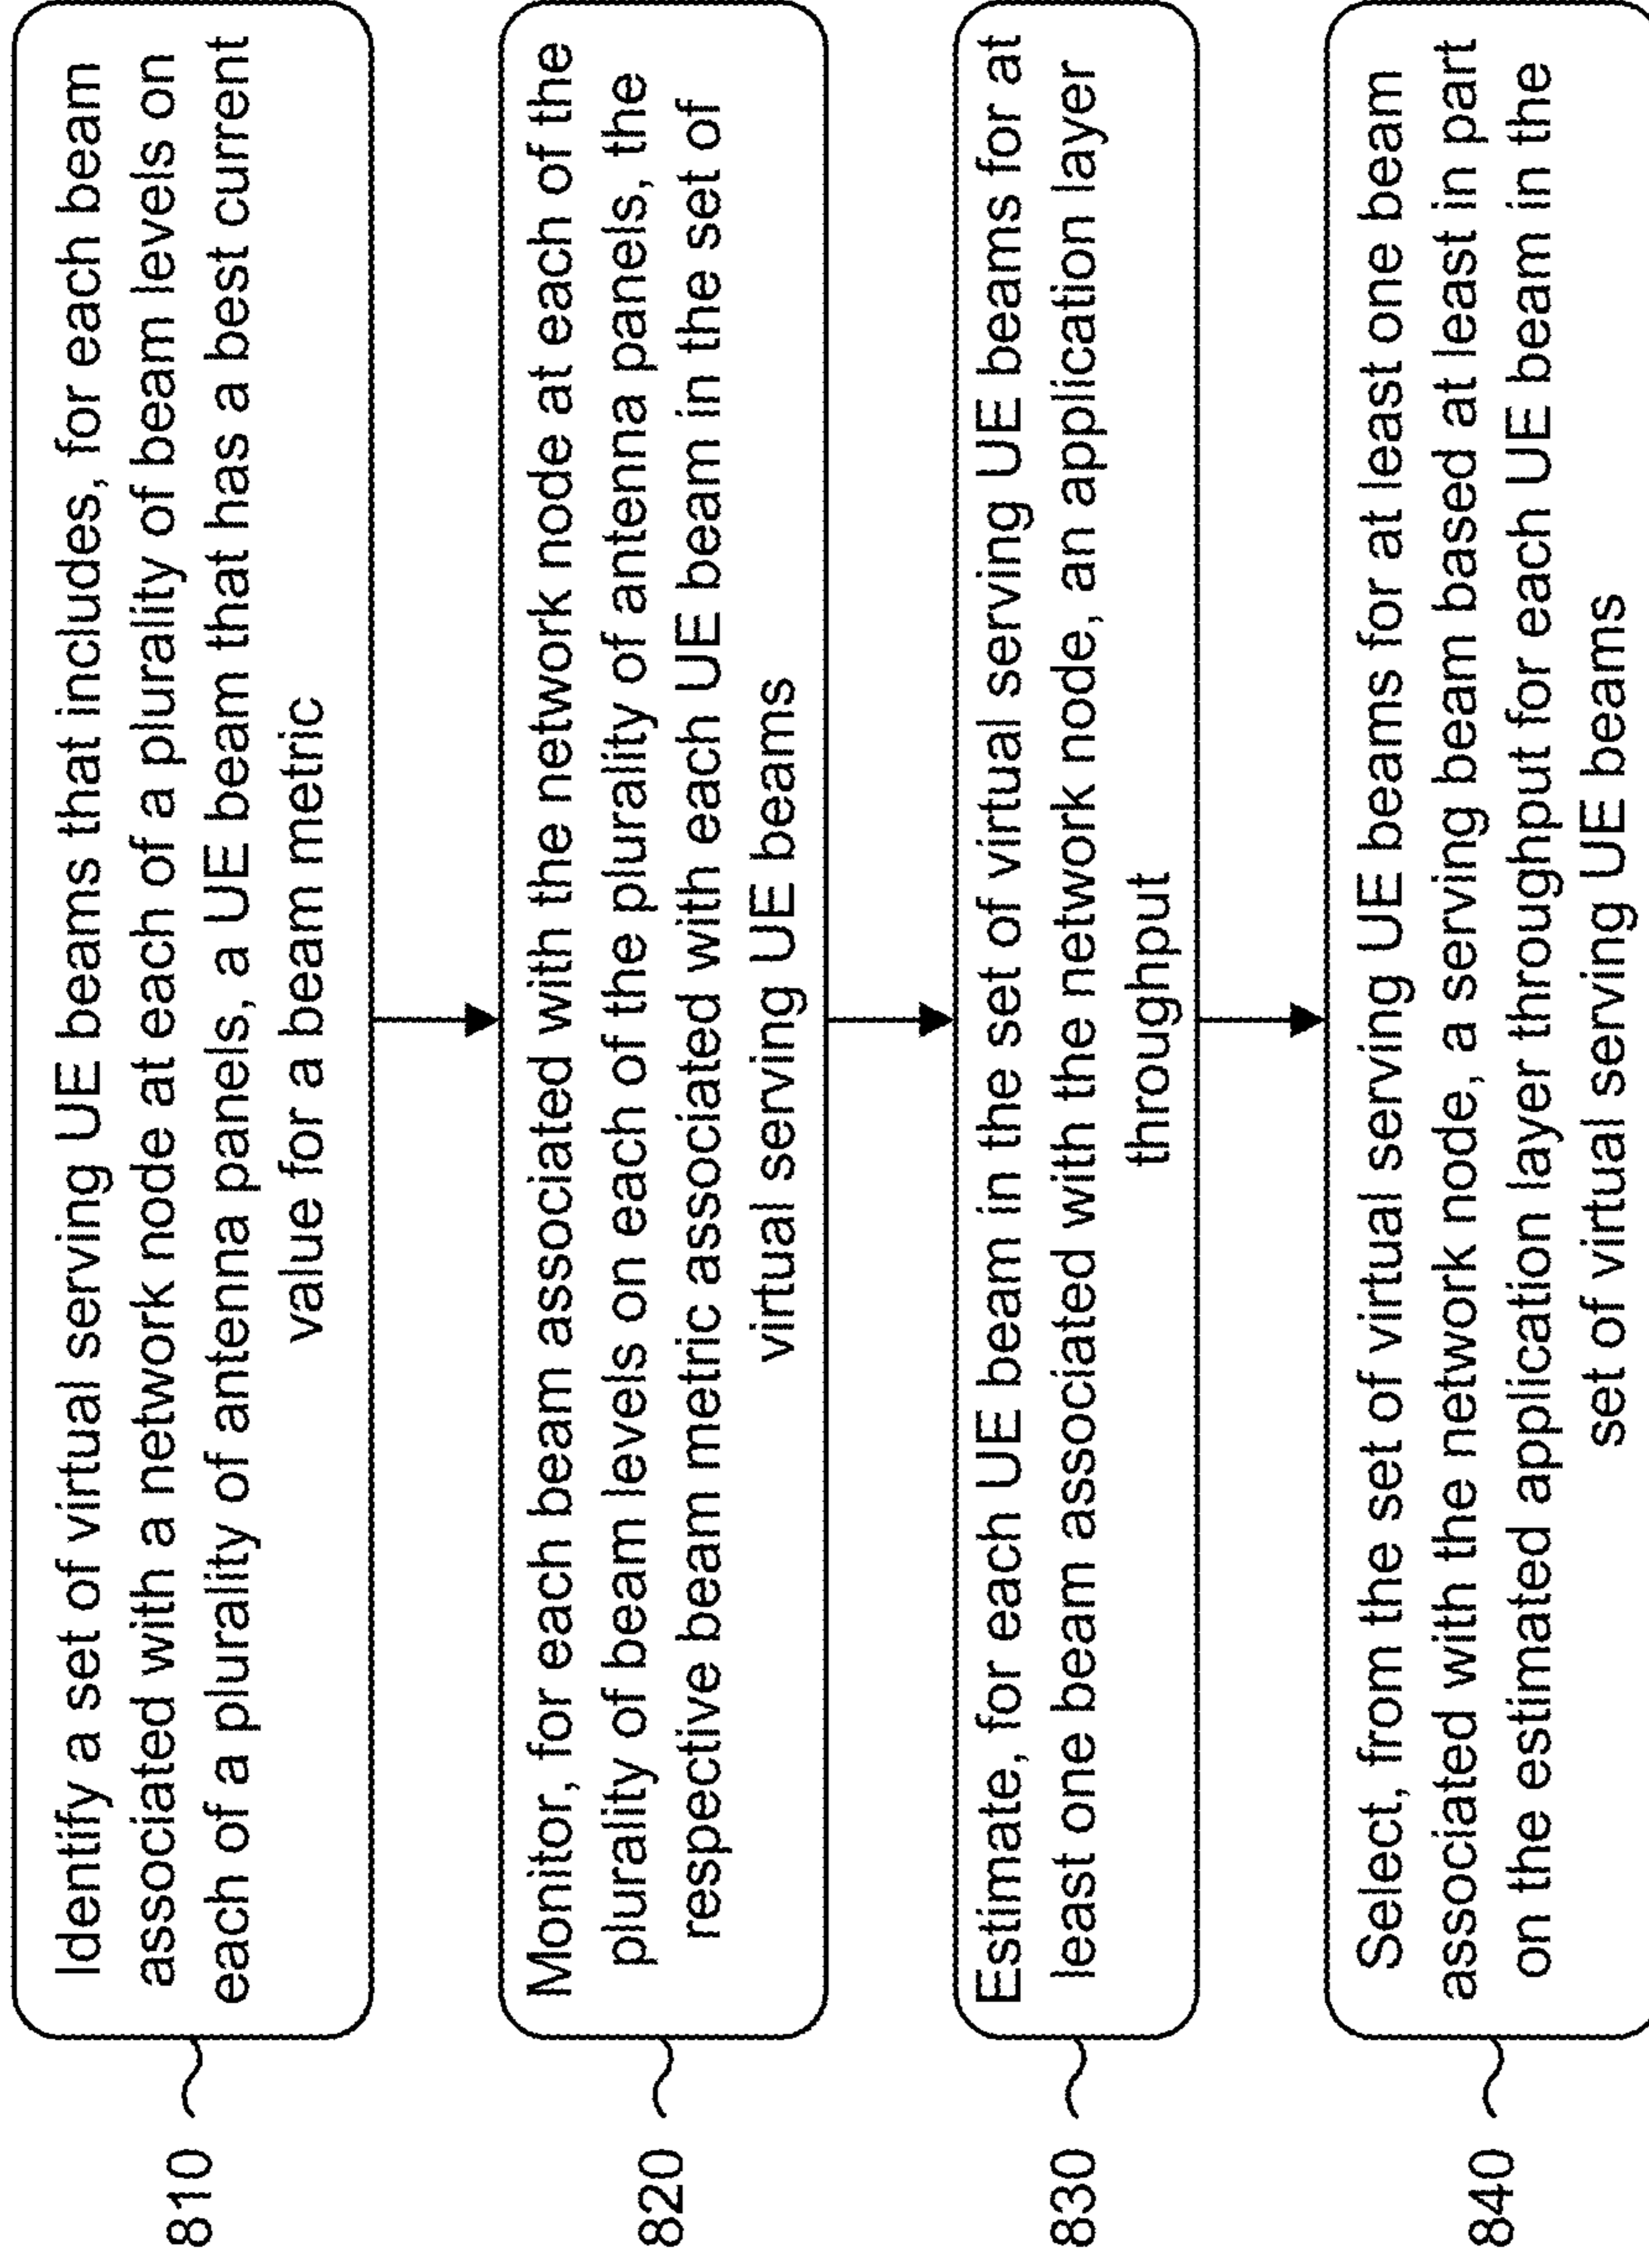 810
Identify a set of virtual serving UE beams that includes, for each beam
associated with a network node at each of a plurality of beam levels on
each of a plurality of antenna panels, a UE beam that has a best current
value for a beam metric
820
Monitor, for each beam associated with the network node at each of the
plurality of beam levels on each of the plurality of antenna panels, the
respective beam metric associated with each UE beam in the set of
virtual serving UE beams
830
Estimate, for each UE beam in the set of virtual serving UE beams for at
least one beam associated with the network node, an application layer
throughput
840
Select, from the set of virtual serving UE beams for at least one beam
associated with the network node, a serving beam based at least in part
on the estimated application layer throughput for each UE beam in the
set of virtual serving UE beams